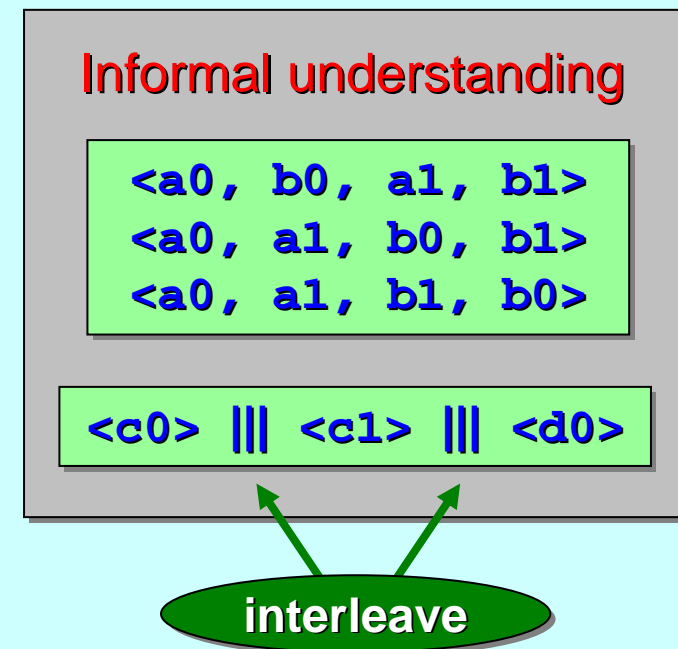 Informal understanding
<a0, b0, a1, b1>
<a0, a1, b0, b1>
<a0, a1, b1, b0>
<c0> ||| <c1> ||| <d0>
interleave